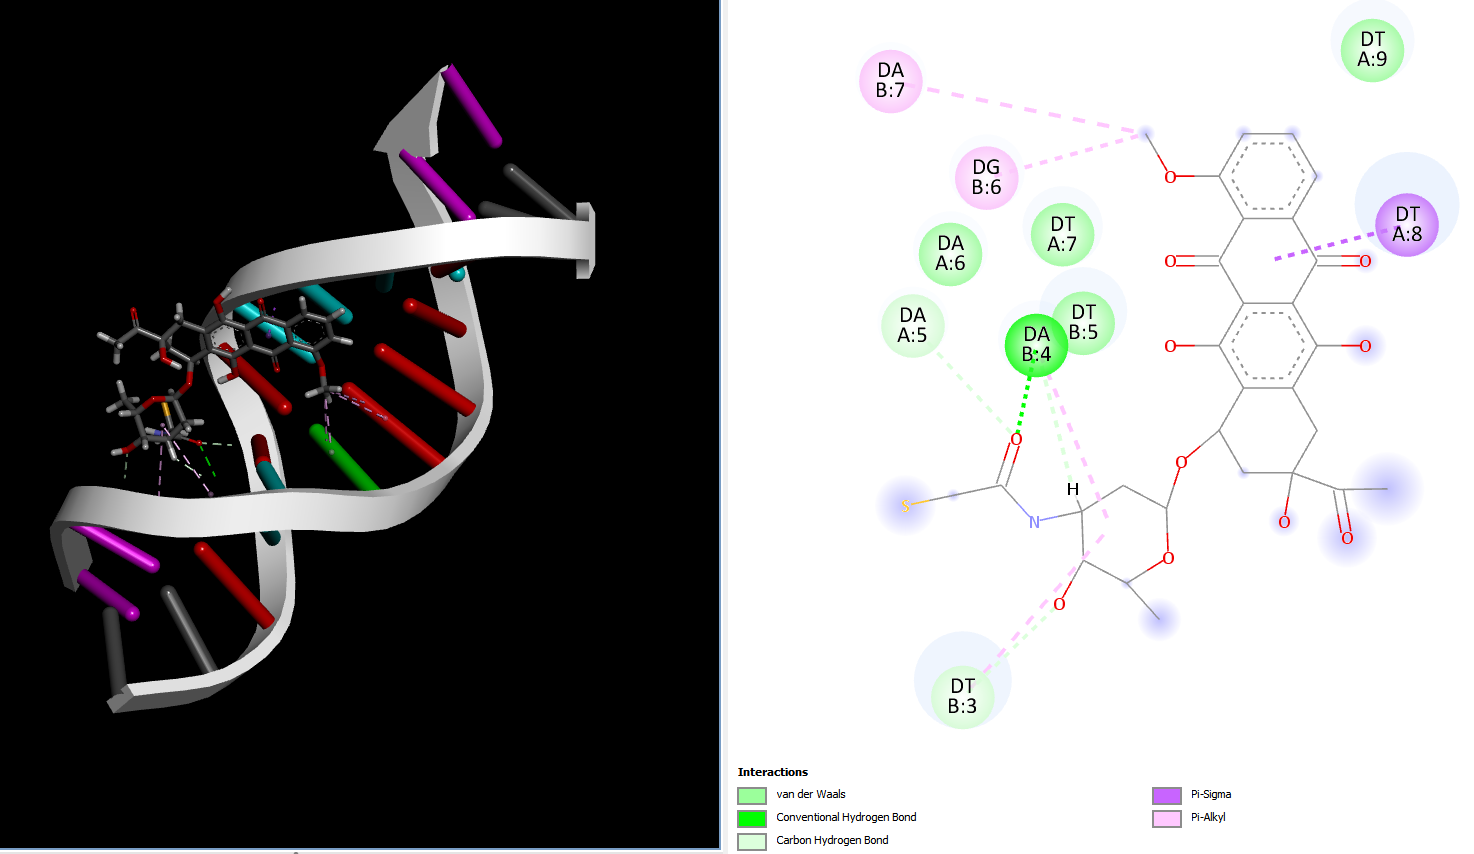 DT
A:9
DA
B:7
DG
B:6
O
DT
A:8
DT
A:7
DA
A:6
O
O
DA
A:5
DT
B:5
DA
B:4
O
O
O
O
H
S
N
O
O
O
O
DT
B:3
Interactions
van der Waals
Conventional Hydrogen Bond
Carbon Hydrogen Bond
Pi-Sigma
Pi-Alkyl